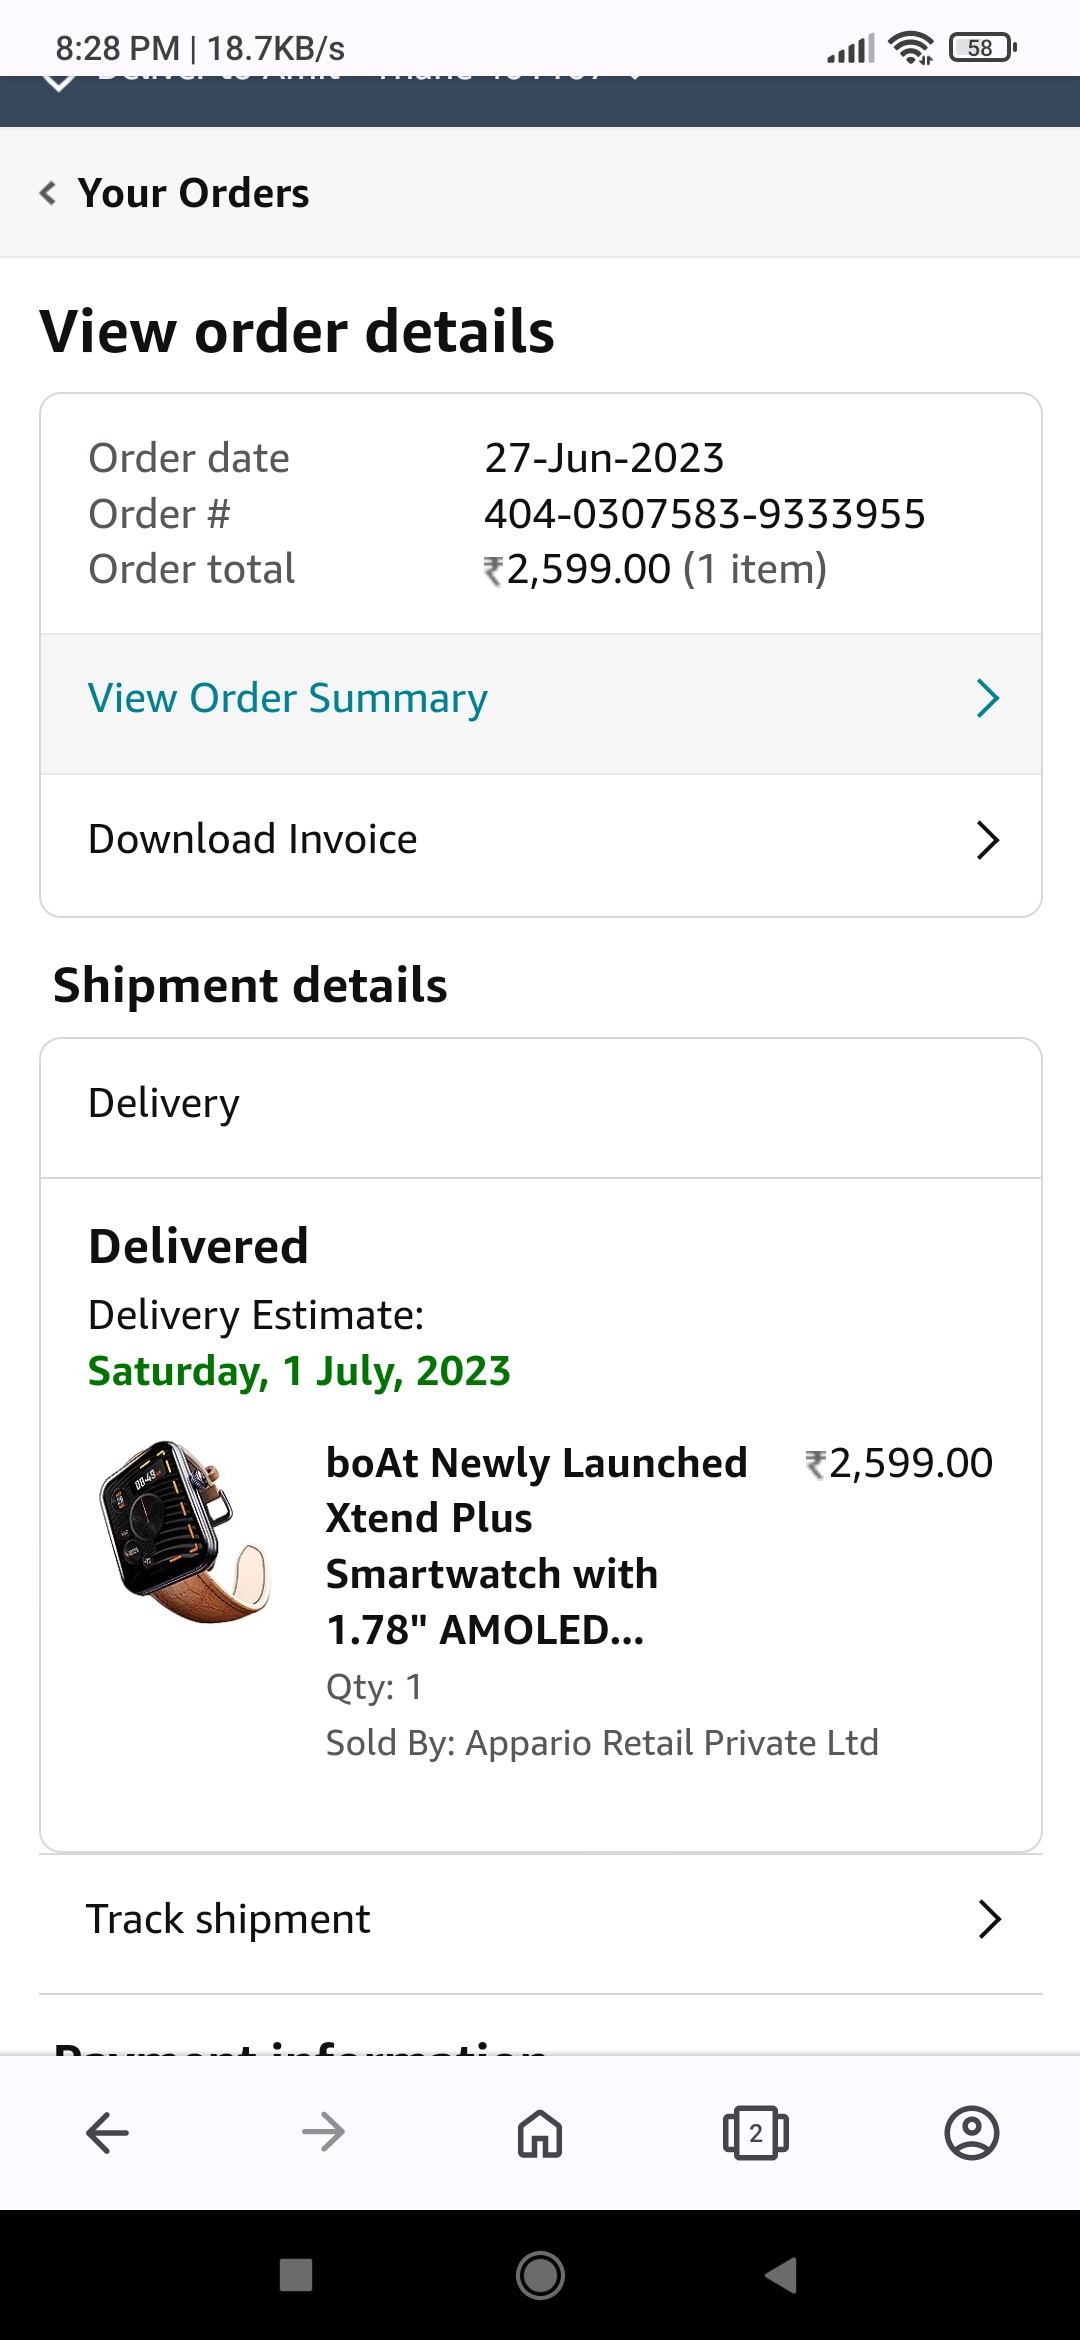 8:28 PM | 18.7KB/s
58
Your Orders
View order details
Order date 27-Jun-2023
Order # 404-0307583-9333955
Order total ₹2,599.00 (1 item)
View Order Summary
Download Invoice
Shipment details
Delivery
Delivered
Delivery Estimate:
Saturday, 1 July, 2023
boAt Newly Launched ₹2,599.00
Xtend Plus
Smartwatch with
1.78" AMOLED...
Qty: 1
Sold By: Appario Retail Private Ltd
Track shipment
Payment information
2